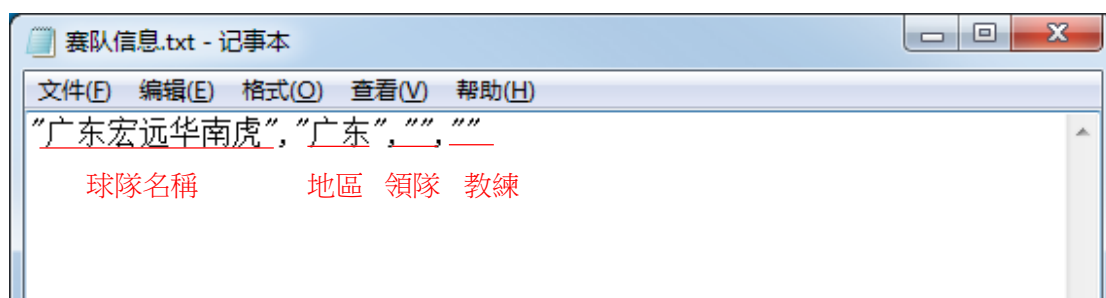 赛队信息.txt - 记事本
文件(F) 编辑(E) 格式(O) 查看(V) 帮助(H)
"广东宏远华南虎","广东","",""
球隊名稱 地區 領隊 教練